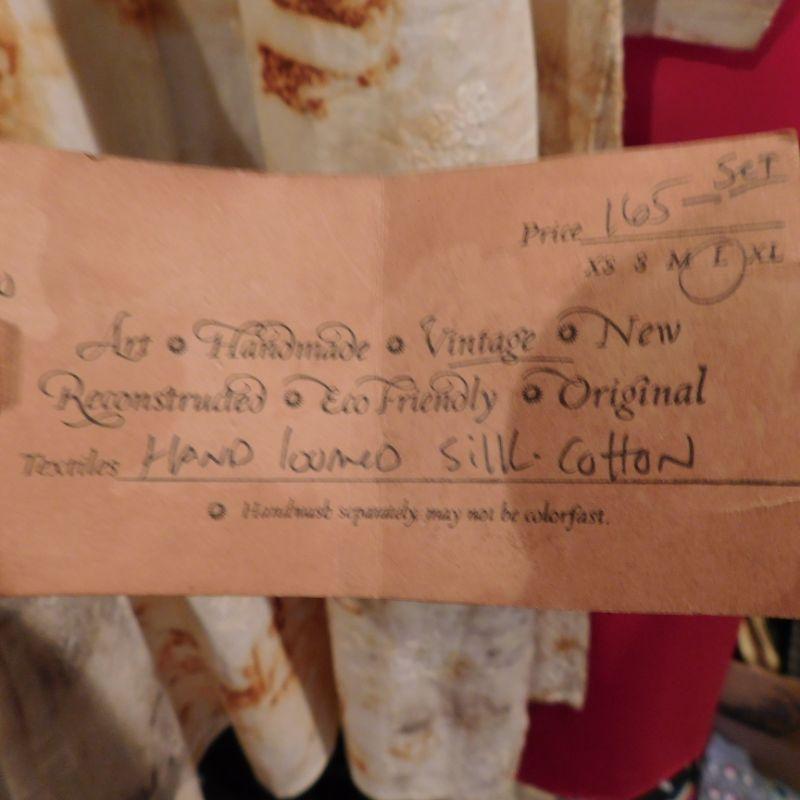 Price 165 — Set
XS S M L XL
Art • Handmade • Vintage • New
Reconstructed • Eco Friendly • Original
Textiles HAND loomed Silk. Cotton
Handwash separately, may not be colorfast.